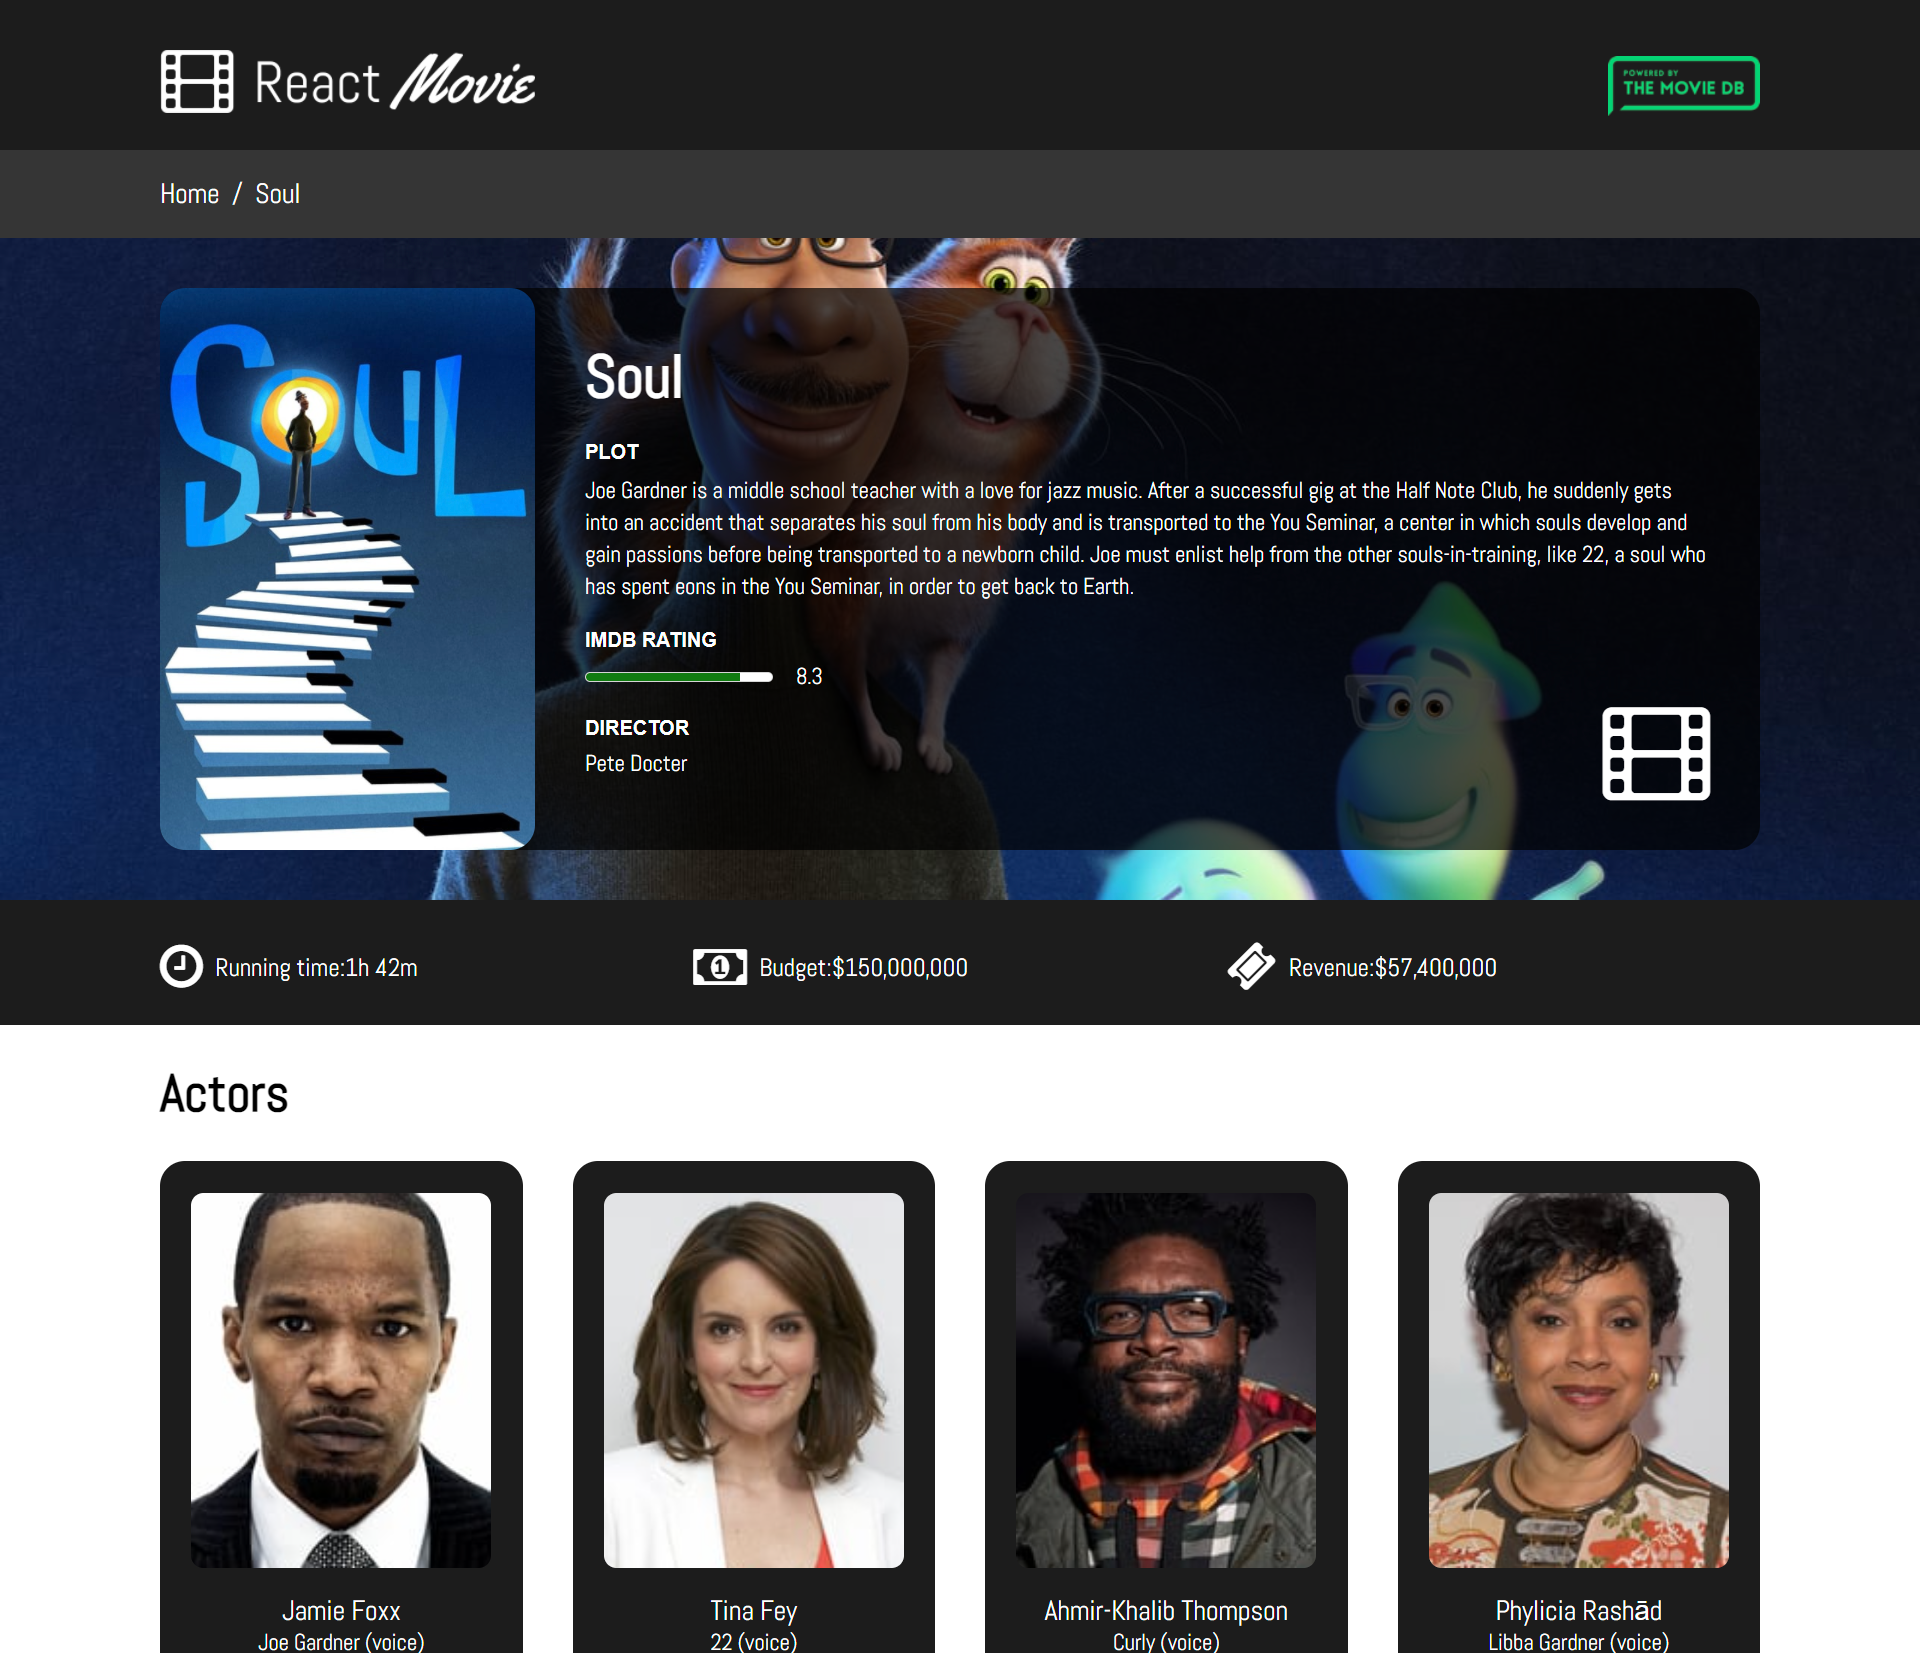 React Movie
POWERED BY
THE MOVIE DB
Home / Soul
SOUL
Soul
PLOT
Joe Gardner is a middle school teacher with a love for jazz music. After a successful gig at the Half Note Club, he suddenly gets
into an accident that separates his soul from his body and is transported to the You Seminar, a center in which souls develop and
gain passions before being transported to a newborn child. Joe must enlist help from the other souls-in-training, like 22, a soul who
has spent eons in the You Seminar, in order to get back to Earth.
IMDB RATING
8.3
DIRECTOR
Pete Docter
Running time:1h 42m
1
Budget:$150,000,000
Revenue:$57,400,000
Actors
Jamie Foxx
Joe Gardner (voice)
Tina Fey
22 (voice)
Ahmir-Khalib Thompson
Curly (voice)
Phylicia Rashād
Libba Gardner (voice)